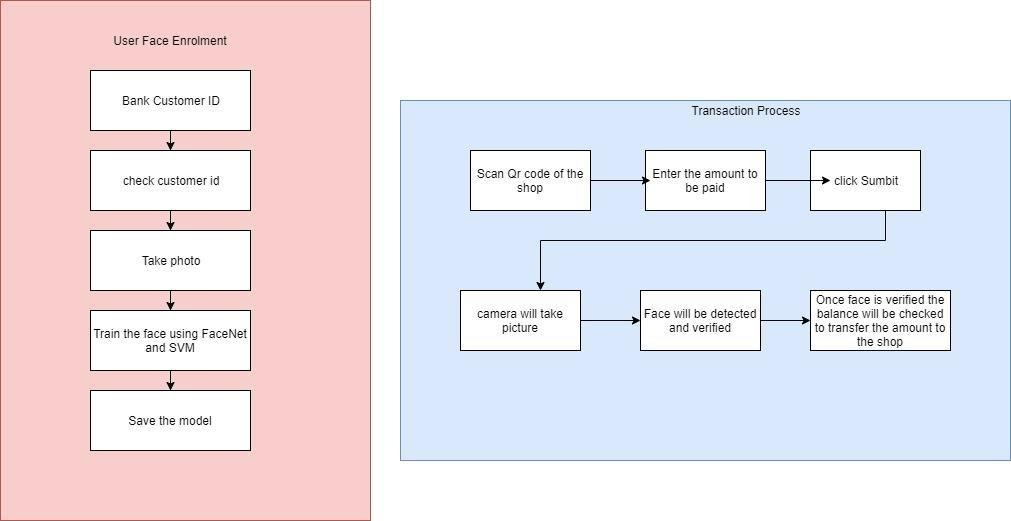 User Face Enrolment
Bank Customer ID
check customer id
Take photo
Train the face using FaceNet
and SVM
Save the model
Transaction Process
Scan Qr code of the
shop
Enter the amount to
be paid
click Sumbit
camera will take
picture
Face will be detected
and verified
Once face is verified the
balance will be checked
to transfer the amount to
the shop